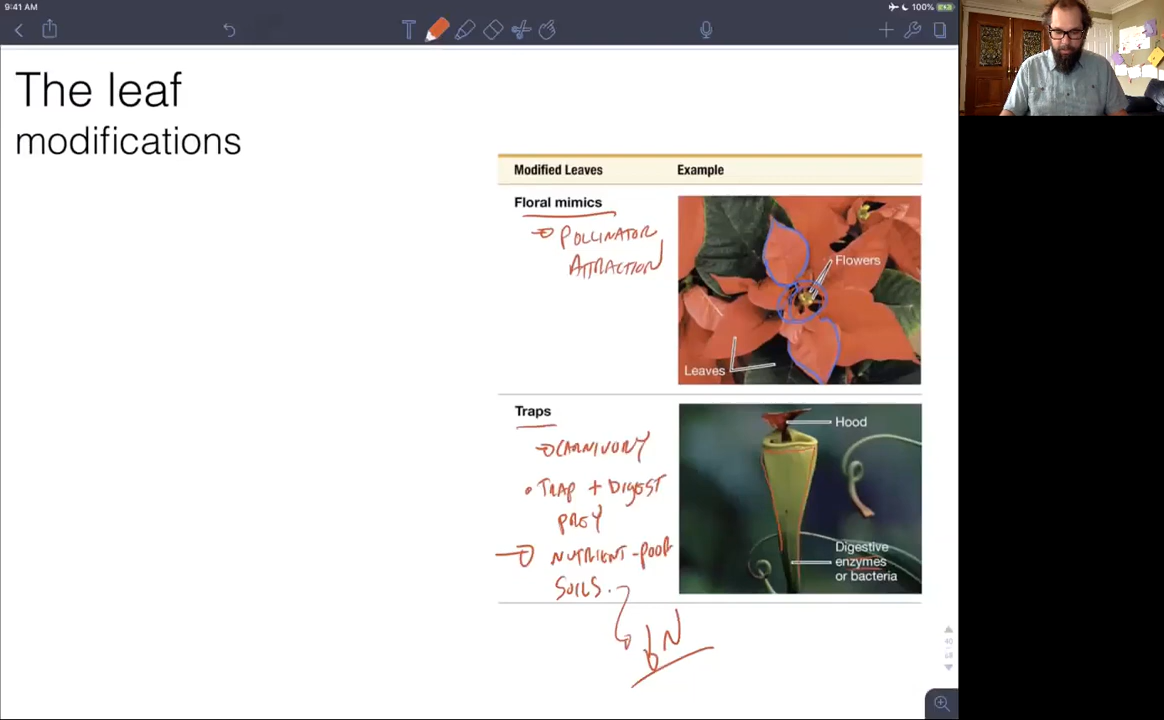 9:41 AM
100%
The leaf
modifications
Modified Leaves
Example
Floral mimics
POLLINATOR
ATTRACTION
Flowers
Leaves
Traps
Hood
CARNIVORY
TRAP + DIGEST
PREY
NUTRIENT-POOR
SOILS.
Digestive
enzymes
or bacteria
↓N